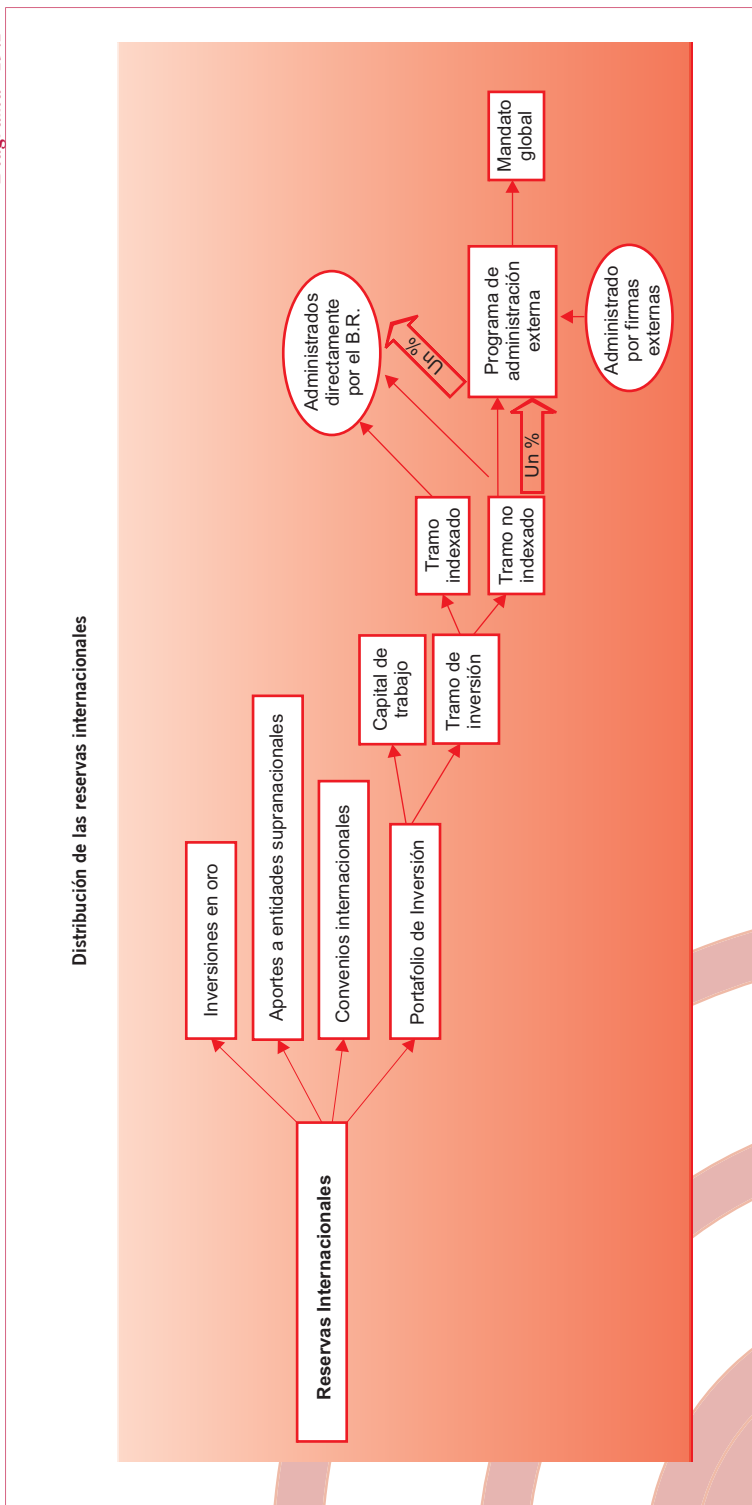 Distribución de las reservas internacionales
Reservas Internacionales
Inversiones en oro
Aportes a entidades supranacionales
Convenios internacionales
Portafolio de Inversión
Capital de
trabajo
Tramo de
inversión
Tramo
indexado
Tramo no
indexado
Administrados
directamente
por el B.R.
Un %
Un %
Programa de
administración
externa
Administrado
por firmas
externas
Mandato
global